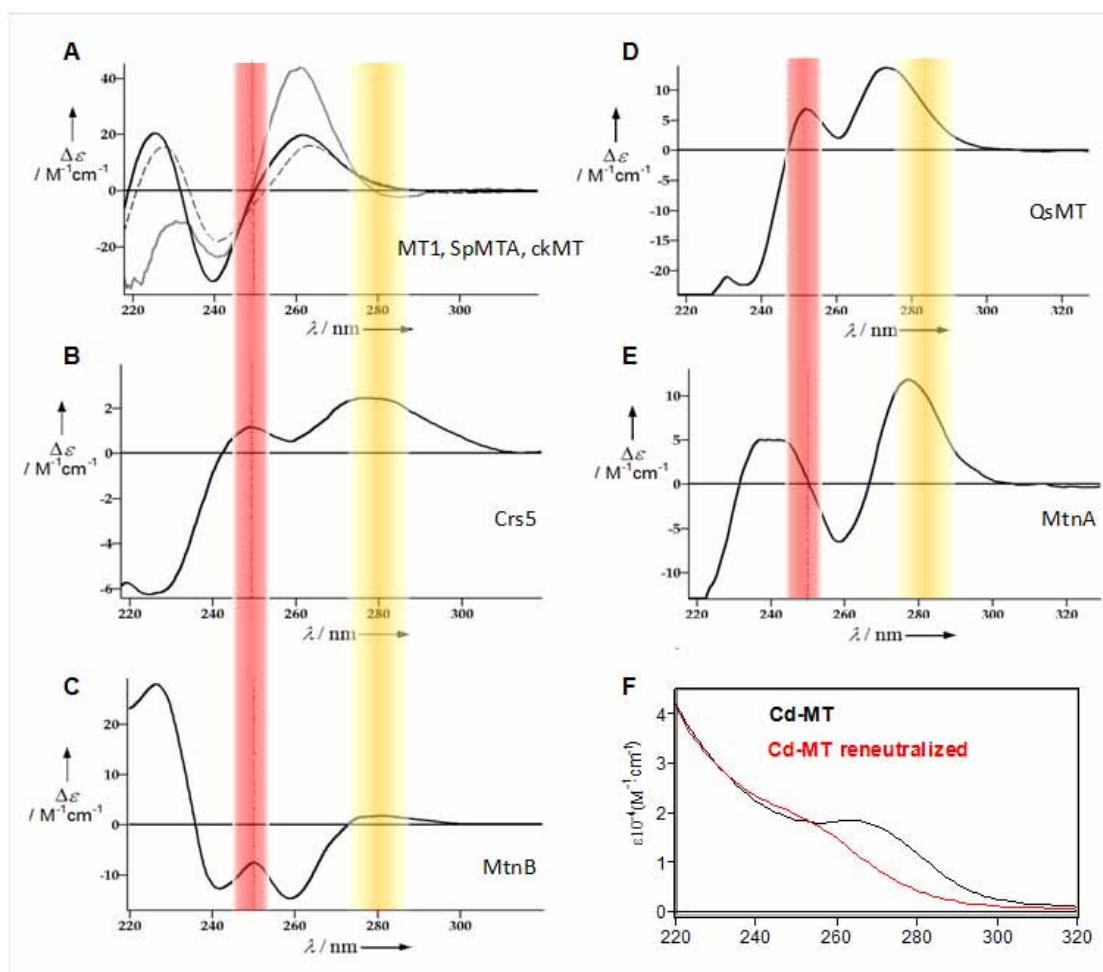 A
40
20
0
-20
Δε
/ M⁻¹cm⁻¹
220 240 260 280 300
λ / nm
MT1, SpMTA, ckMT
B
2
0
-2
-4
-6
Δε
/ M⁻¹cm⁻¹
220 240 260 280 300
λ / nm
Crs5
C
20
10
0
-10
Δε
/ M⁻¹cm⁻¹
220 240 260 280 300
λ / nm
MtnB
D
10
5
0
-5
-10
-15
-20
Δε
/ M⁻¹cm⁻¹
220 240 260 280 300 320
λ / nm
QsMT
E
10
5
0
-5
-10
Δε
/ M⁻¹cm⁻¹
220 240 260 280 300 320
λ / nm
MtnA
F
Cd-MT
Cd-MT reneutralized
4
3
2
1
0
ε10⁻⁴(M⁻¹cm⁻¹)
220 240 260 280 300 320